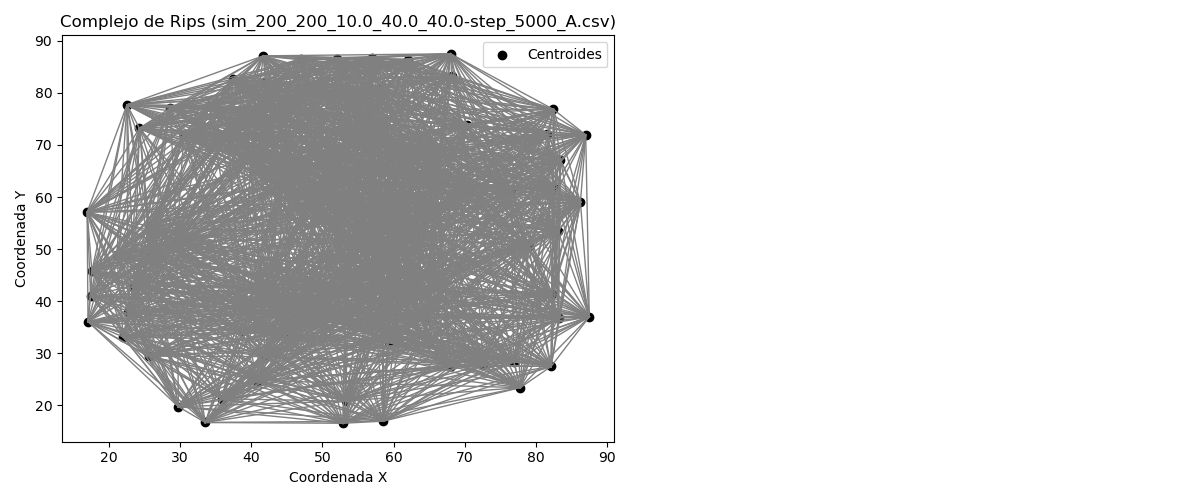 Complejo de Rips (sim_200_200_10.0_40.0_40.0-step_5000_A.csv)
Centroides
90
80
70
60
50
40
30
20
Coordenada Y
20 30 40 50 60 70 80 90
Coordenada X